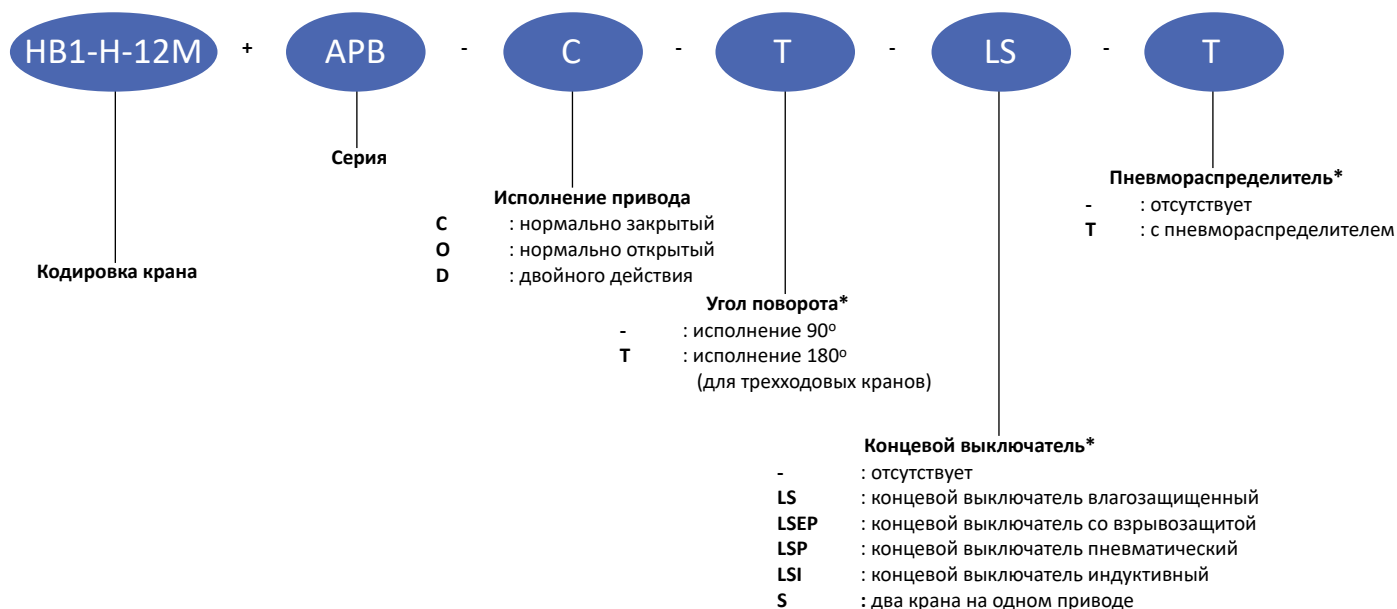 HB1-H-12M + APB - C - T - LS - T
Серия
Кодировка крана
Исполнение привода
C : нормально закрытый
O : нормально открытый
D : двойного действия
Угол поворота*
- : исполнение 90º
T : исполнение 180º
(для трехходовых кранов)
Концевой выключатель*
- : отсутствует
LS : концевой выключатель влагозащищенный
LSEP : концевой выключатель со взрывозащитой
LSP : концевой выключатель пневматический
LSI : концевой выключатель индуктивный
S : два крана на одном приводе
Пневмораспределитель*
- : отсутствует
T : с пневмораспределителем